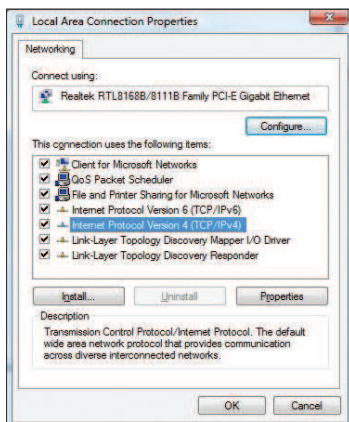 Local Area Connection Properties
Networking
Connect using:
Realtek RTL8168B/8111B Family PCI-E Gigabit Ethernet
Configure...
This connection uses the following items:
Client for Microsoft Networks
QoS Packet Scheduler
File and Printer Sharing for Microsoft Networks
Internet Protocol Version 6 (TCP/IPv6)
Internet Protocol Version 4 (TCP/IPv4)
Link-Layer Topology Discovery Mapper I/O Driver
Link-Layer Topology Discovery Responder
Install...
Uninstall
Properties
Description
Transmission Control Protocol/Internet Protocol. The default
wide area network protocol that provides communication
across diverse interconnected networks.
OK
Cancel